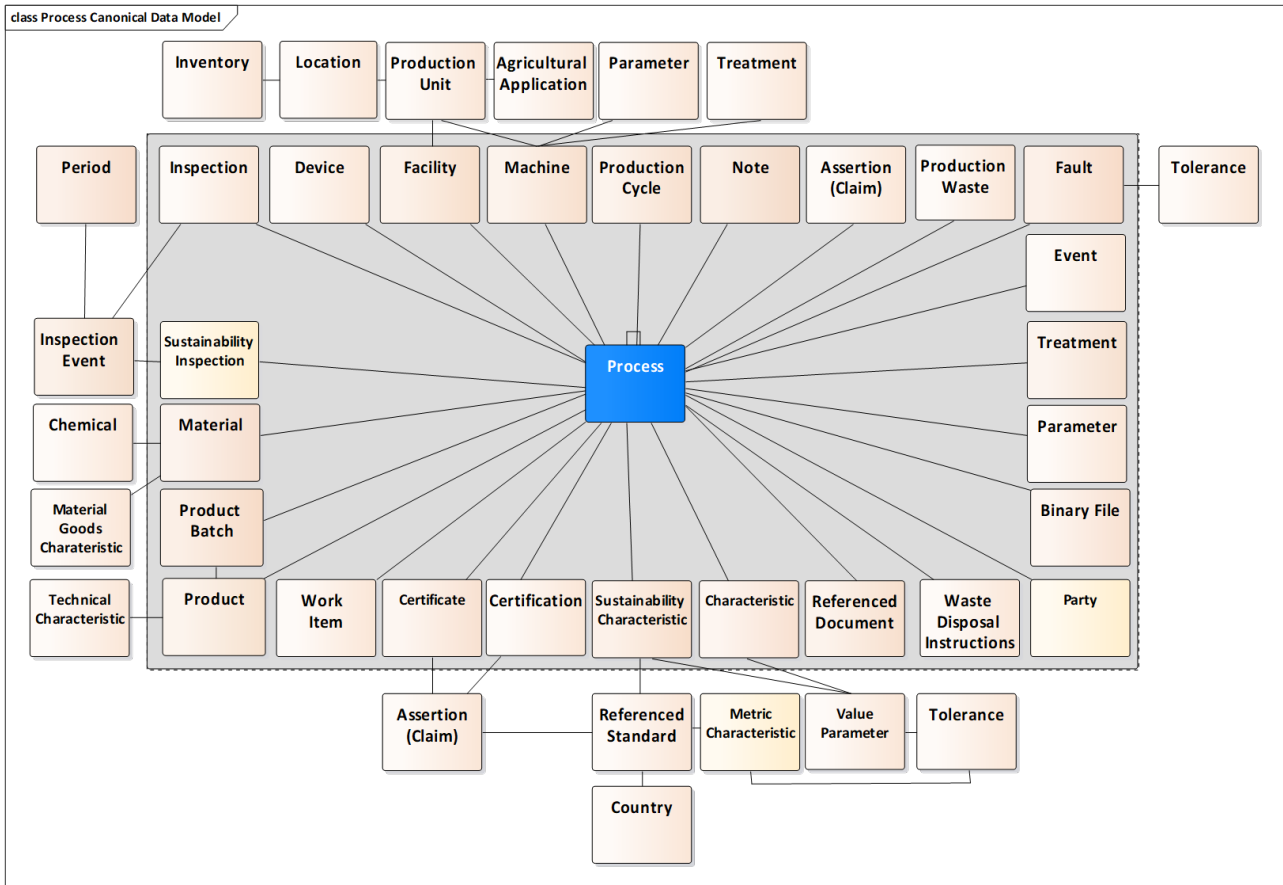 class Process Canonical Data Model
Inventory
Location
Production
Unit
Agricultural
Application
Parameter
Treatment
Period
Inspection
Device
Facility
Machine
Production
Cycle
Note
Assertion
(Claim)
Production
Waste
Fault
Tolerance
Event
Inspection
Event
Sustainability
Inspection
Process
Treatment
Chemical
Material
Parameter
Material
Goods
Charateristic
Product
Batch
Binary File
Technical
Characteristic
Product
Work
Item
Certificate
Certification
Sustainability
Characteristic
Characteristic
Referenced
Document
Waste
Disposal
Instructions
Party
Assertion
(Claim)
Referenced
Standard
Metric
Characteristic
Value
Parameter
Tolerance
Country